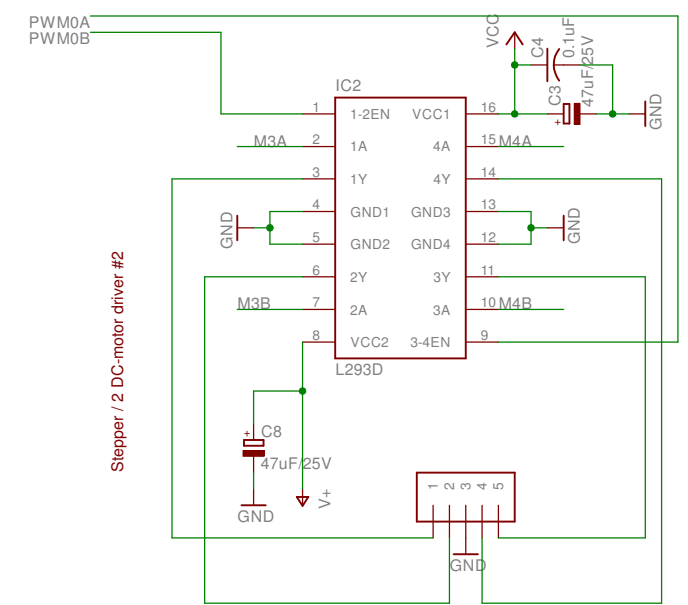 PWM0A
PWM0B
VCC
C4
0.1uF
C3
47uF/25V
+
GND
IC2
1 1-2EN VCC1 16
M3A 2 1A 4A 15 M4A
3 1Y 4Y 14
GND 4 GND1 GND3 13 GND
5 GND2 GND4 12
6 2Y 3Y 11
M3B 7 2A 3A 10 M4B
8 VCC2 3-4EN 9
L293D
Stepper / 2 DC-motor driver #2
+ C8
47uF/25V
GND
V+
1 2 3 4 5
GND